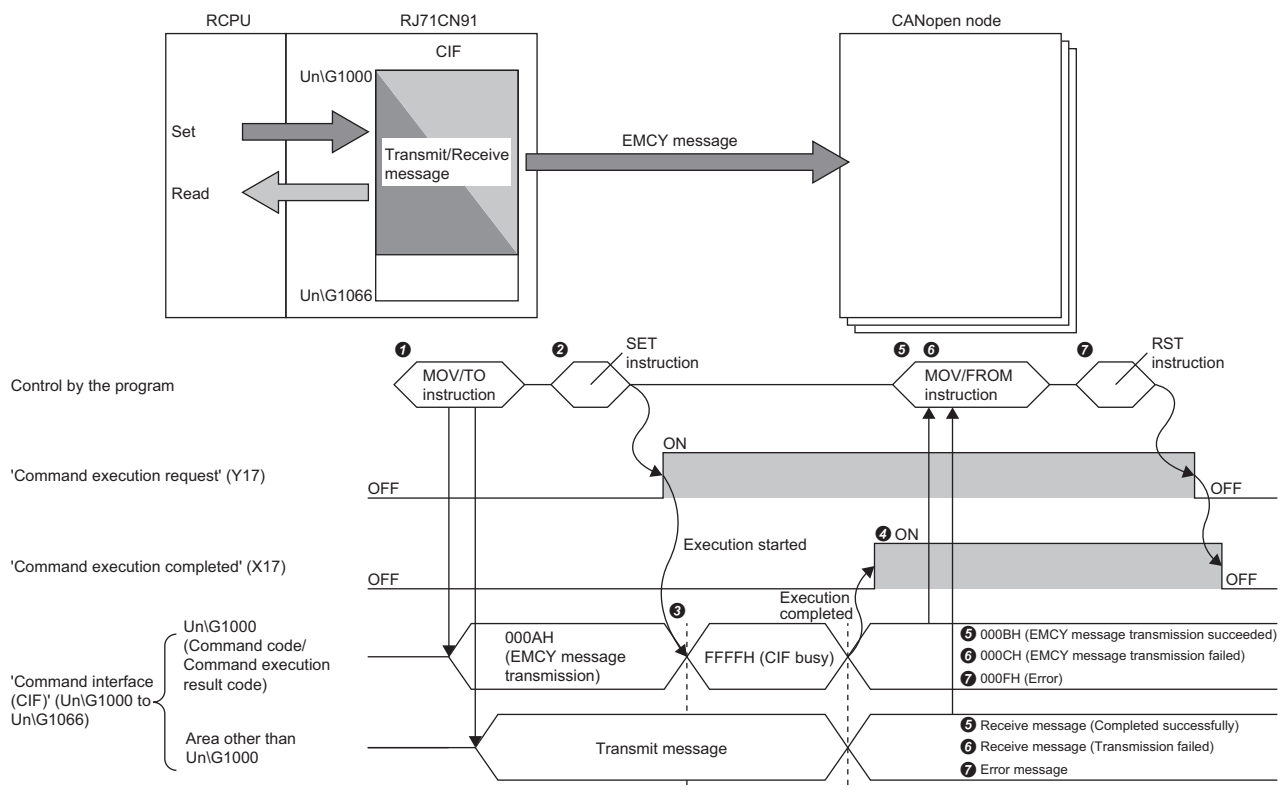 RCPU
RJ71CN91
CANopen node
CIF
Un\G1000
Set
Transmit/Receive
message
EMCY message
Read
Un\G1066
❶
❷
SET
instruction
❺ ❻
❼
RST
instruction
Control by the program
MOV/TO
instruction
MOV/FROM
instruction
ON
'Command execution request' (Y17)
OFF
OFF
❹ ON
Execution started
'Command execution completed' (X17)
OFF
OFF
Execution
completed
❸
Un\G1000
(Command code/
Command execution
result code)
000AH
(EMCY message
transmission)
FFFFH (CIF busy)
❺ 000BH (EMCY message transmission succeeded)
❻ 000CH (EMCY message transmission failed)
❼ 000FH (Error)
'Command interface
(CIF)' (Un\G1000 to
Un\G1066)
Area other than
Un\G1000
Transmit message
❺ Receive message (Completed successfully)
❻ Receive message (Transmission failed)
❼ Error message